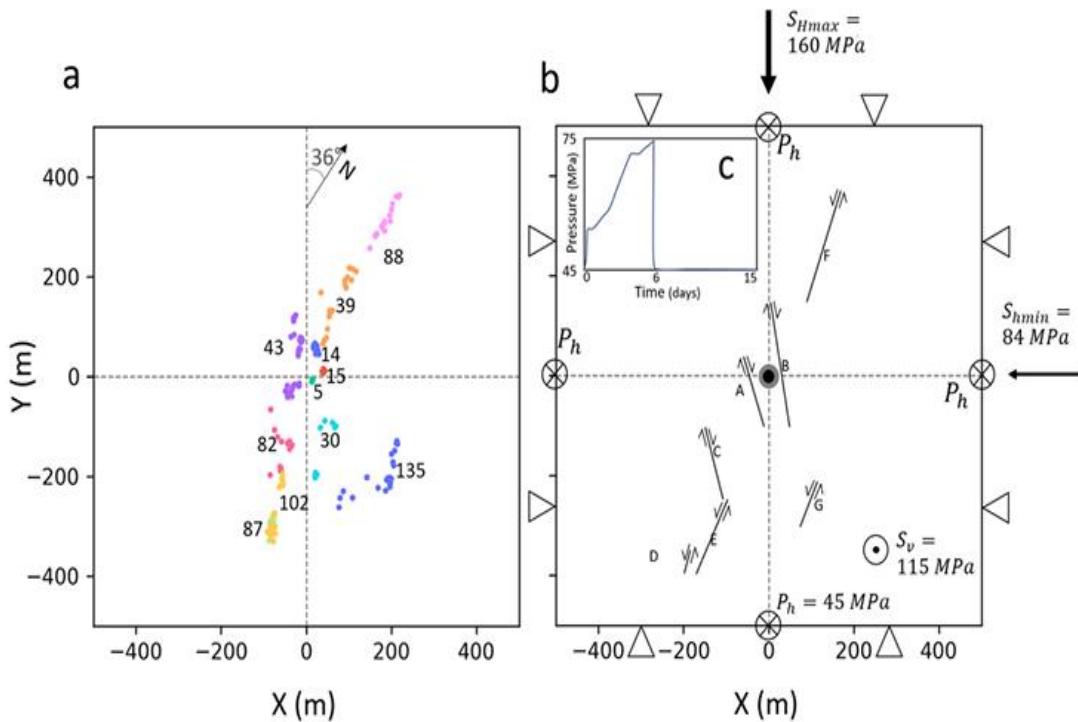 a
36°
N
88
39
43
14
15
5
82
30
135
102
87
400
200
0
−200
−400
Y (m)
−400 −200 0 200 400
X (m)
b
S_Hmax =
160 MPa
P_h
75
Pressure (MPa)
45
c
0 6 15
Time (days)
F
S_hmin =
84 MPa
P_h
P_h
A
B
C
G
D
E
S_v =
115 MPa
P_h = 45 MPa
−400 −200 0 200 400
X (m)